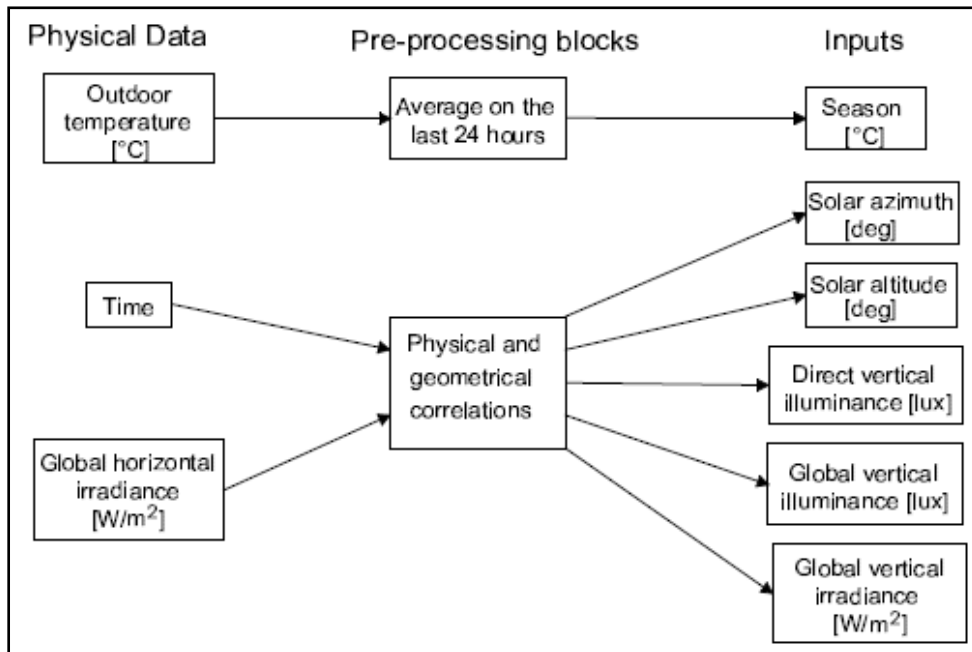 Physical Data
Pre-processing blocks
Inputs
Outdoor
temperature
[°C]
Average on the
last 24 hours
Season
[°C]
Solar azimuth
[deg]
Solar altitude
[deg]
Time
Physical and
geometrical
correlations
Direct vertical
illuminance [lux]
Global horizontal
irradiance
[W/m²]
Global vertical
illuminance [lux]
Global vertical
irradiance
[W/m²]